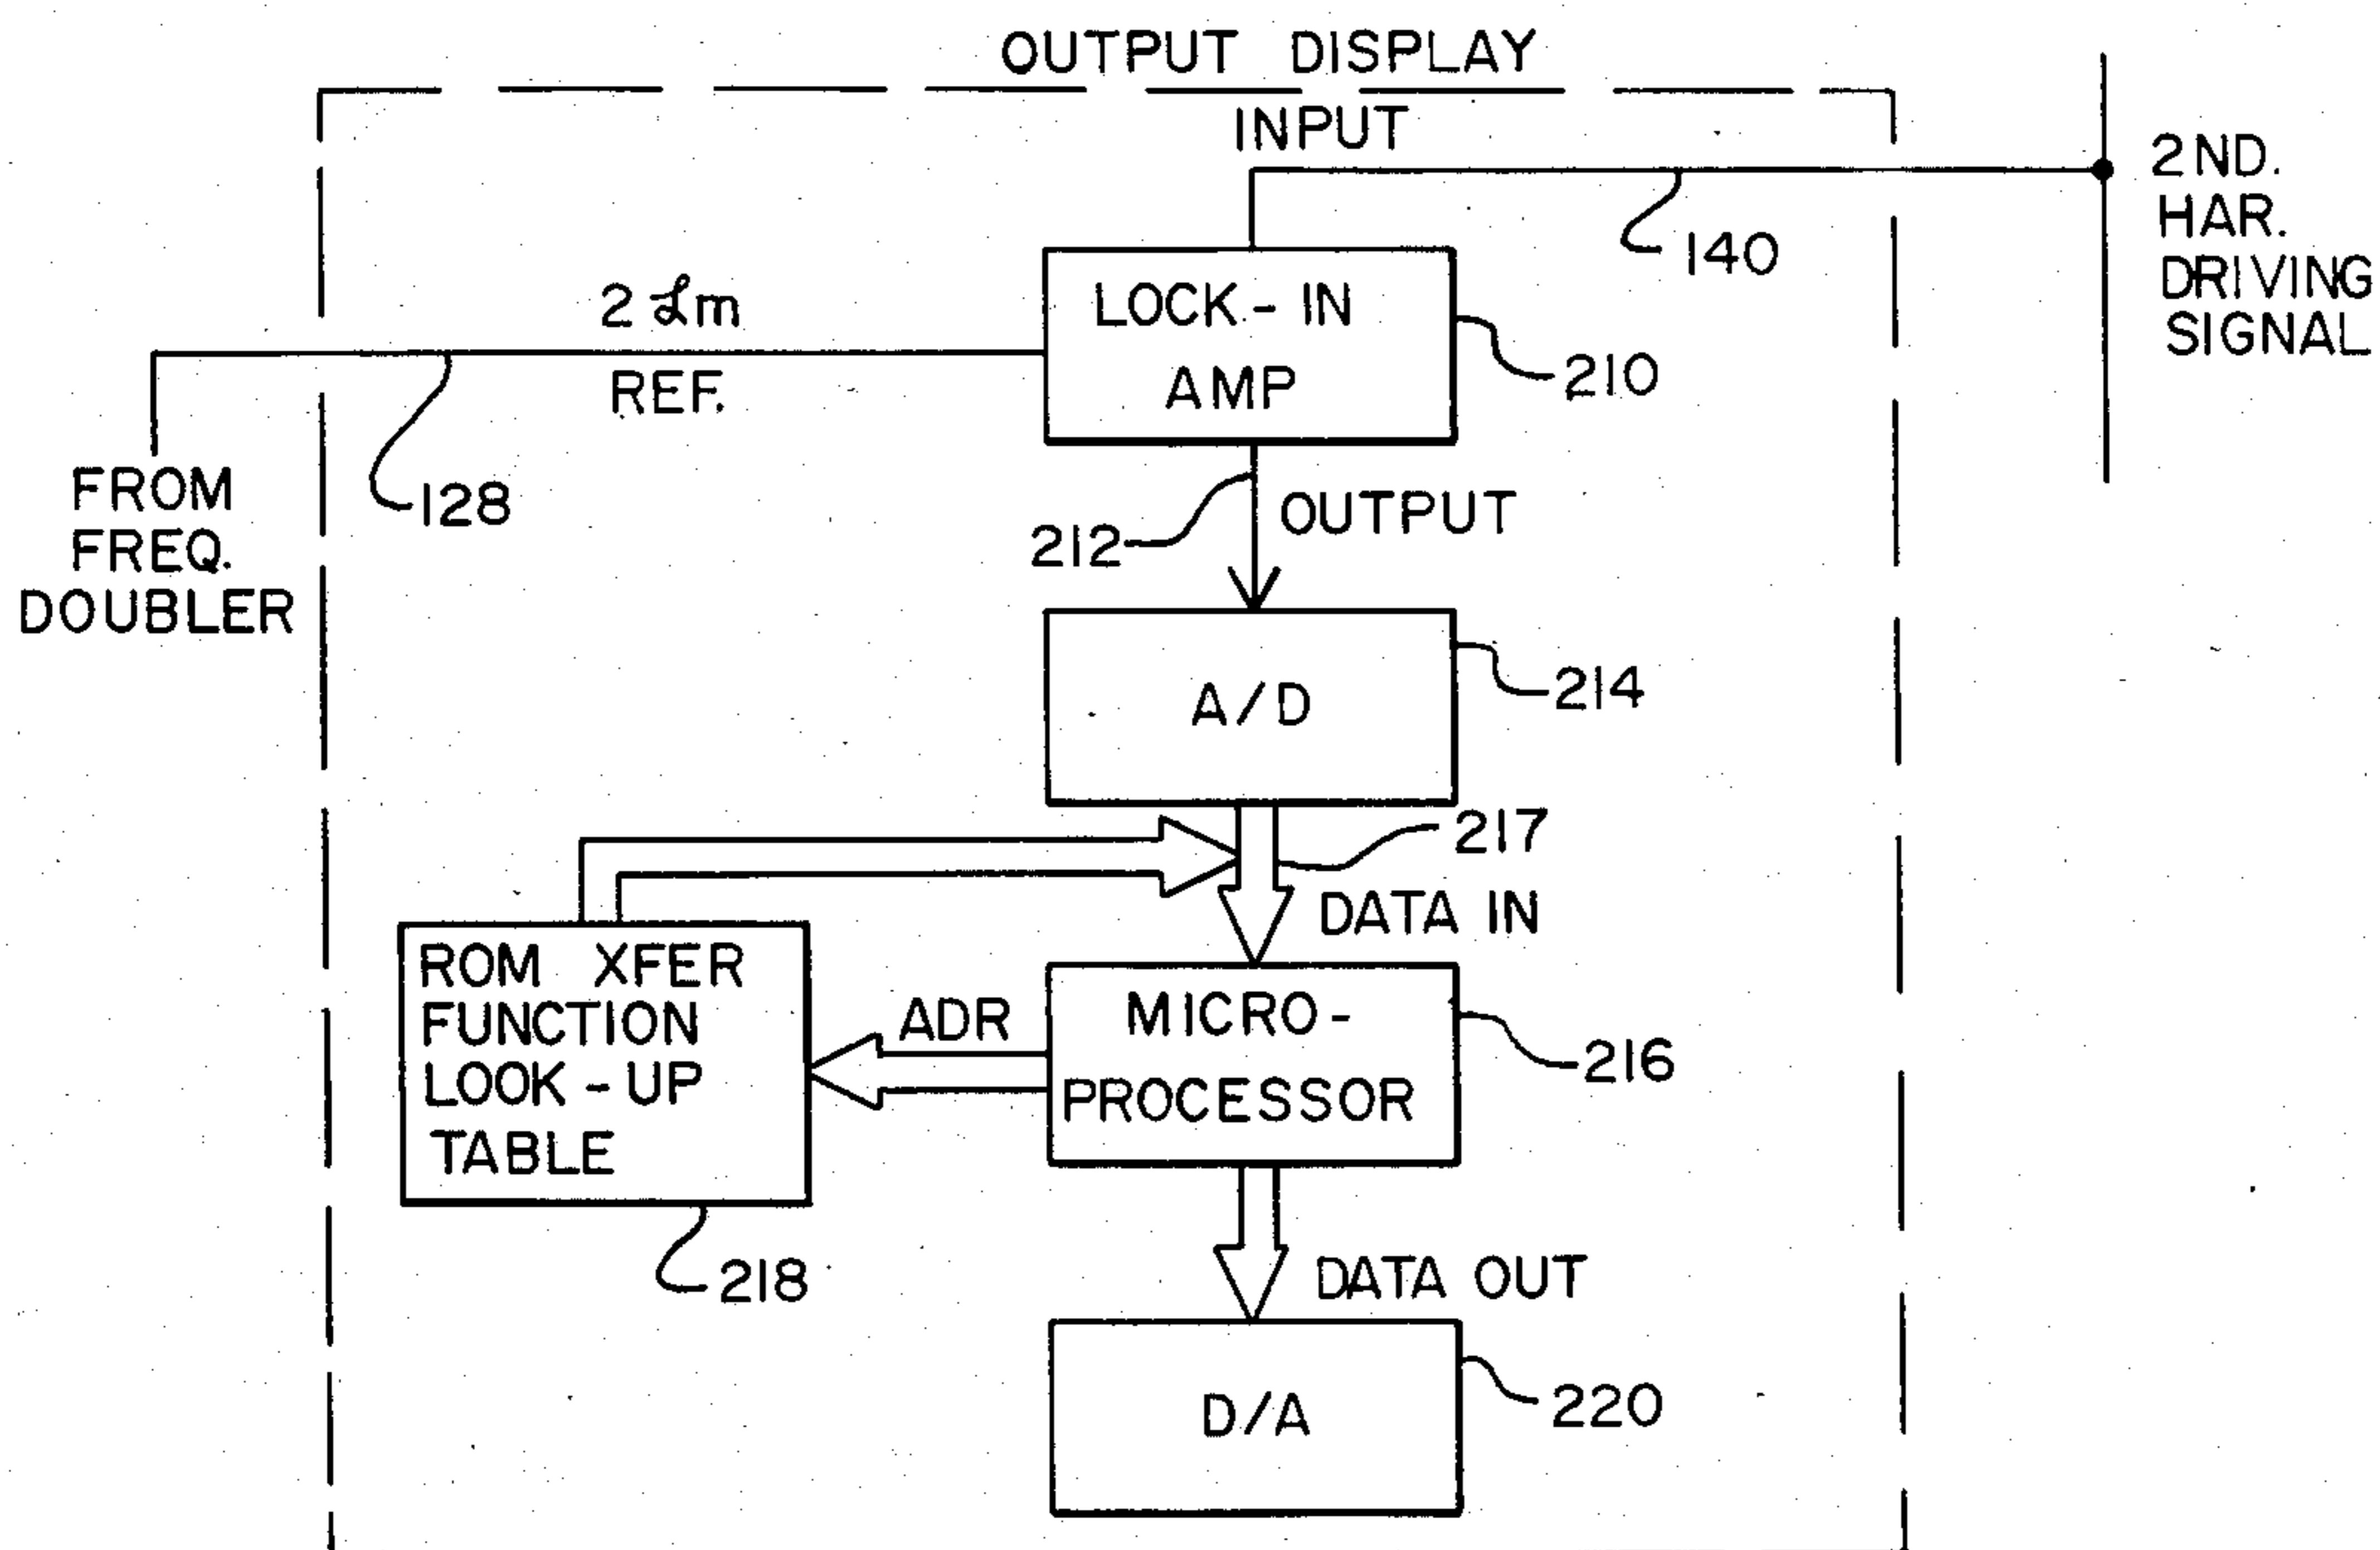 OUTPUT DISPLAY
INPUT
2ND.
HAR.
DRIVING
SIGNAL
140
LOCK-IN
AMP
210
2 m
REF.
128
FROM
FREQ.
DOUBLER
212
OUTPUT
A/D
214
217
DATA IN
ROM XFER
FUNCTION
LOOK-UP
TABLE
ADR
MICRO-
PROCESSOR
216
218
DATA OUT
D/A
220